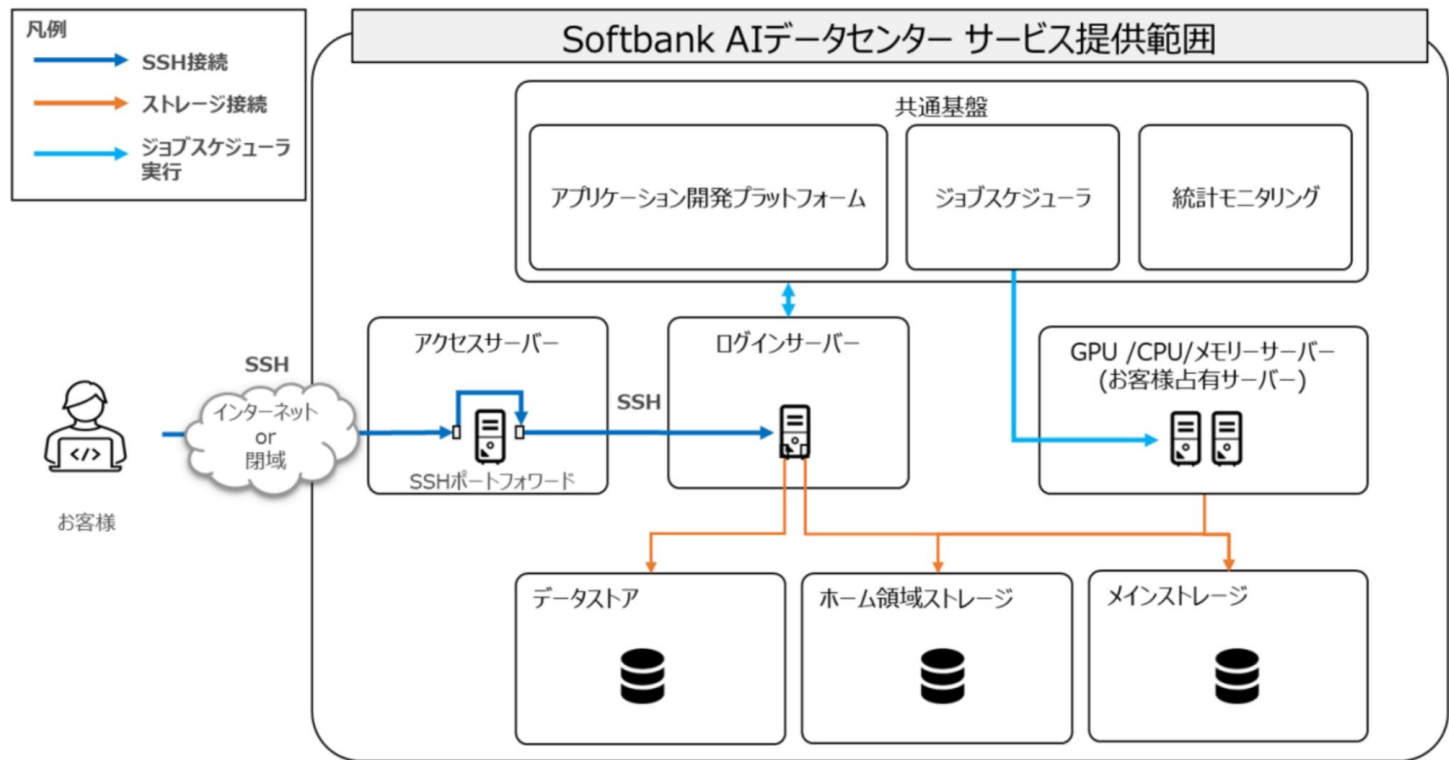 凡例
SSH接続
ストレージ接続
ジョブスケジューラ
実行
Softbank AIデータセンター サービス提供範囲
共通基盤
アプリケーション開発プラットフォーム
ジョブスケジューラ
統計モニタリング
アクセスサーバー
ログインサーバー
GPU /CPU/メモリーサーバー
(お客様占有サーバー)
SSH
インターネット
or
閉域
SSH
</>
SSHポートフォワード
お客様
データストア
ホーム領域ストレージ
メインストレージ